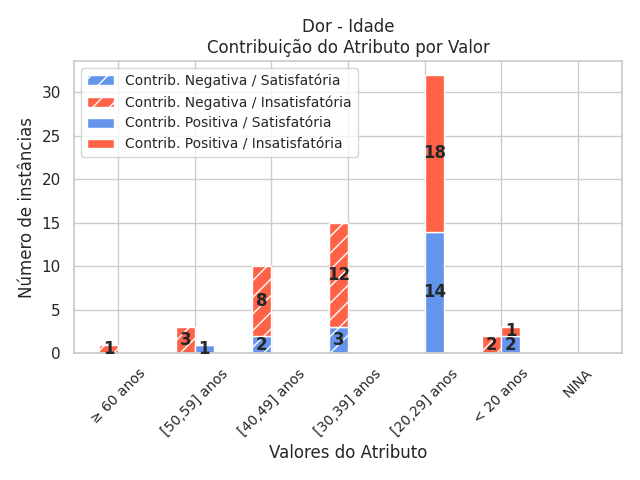 Dor - Idade
Contribuição do Atributo por Valor
Contrib. Negativa / Satisfatória
Contrib. Negativa / Insatisfatória
Contrib. Positiva / Satisfatória
Contrib. Positiva / Insatisfatória
Número de instâncias
30
25
20
15
10
5
0
1
3
1
8
2
12
3
18
14
2
1
2
≥ 60 anos
[50,59] anos
[40,49] anos
[30,39] anos
[20,29] anos
< 20 anos
NINA
Valores do Atributo